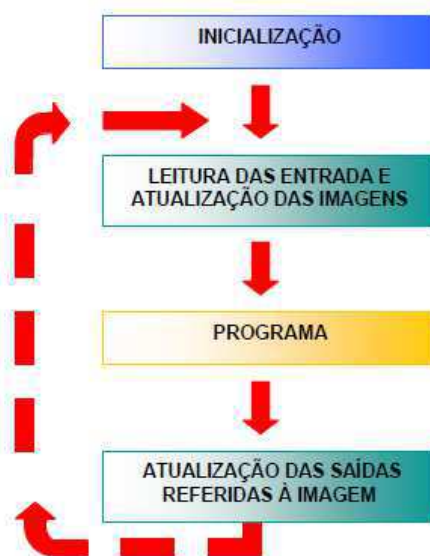 INICIALIZAÇÃO
LEITURA DAS ENTRADA E
ATUALIZAÇÃO DAS IMAGENS
PROGRAMA
ATUALIZAÇÃO DAS SAÍDAS
REFERIDAS À IMAGEM